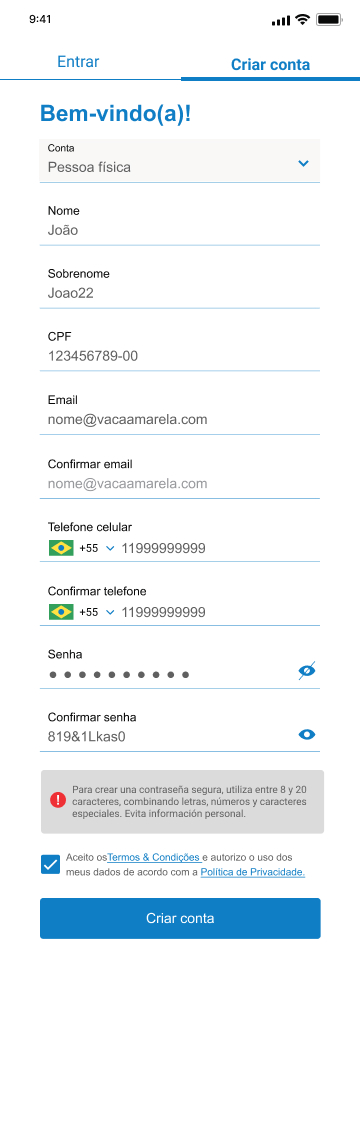 9:41
Entrar
Criar conta
Bem-vindo(a)!
Conta
Pessoa física
Nome
João
Sobrenome
Joao22
CPF
123456789-00
Email
nome@vacaamarela.com
Confirmar email
nome@vacaamarela.com
Telefone celular
+55 11999999999
Confirmar telefone
+55 11999999999
Senha
Confirmar senha
819&1Lkas0
Para crear una contraseña segura, utiliza entre 8 y 20
caracteres, combinando letras, números y caracteres
especiales. Evita información personal.
Aceito osTermos & Condições e autorizo o uso dos
meus dados de acordo com a Política de Privacidade.
Criar conta